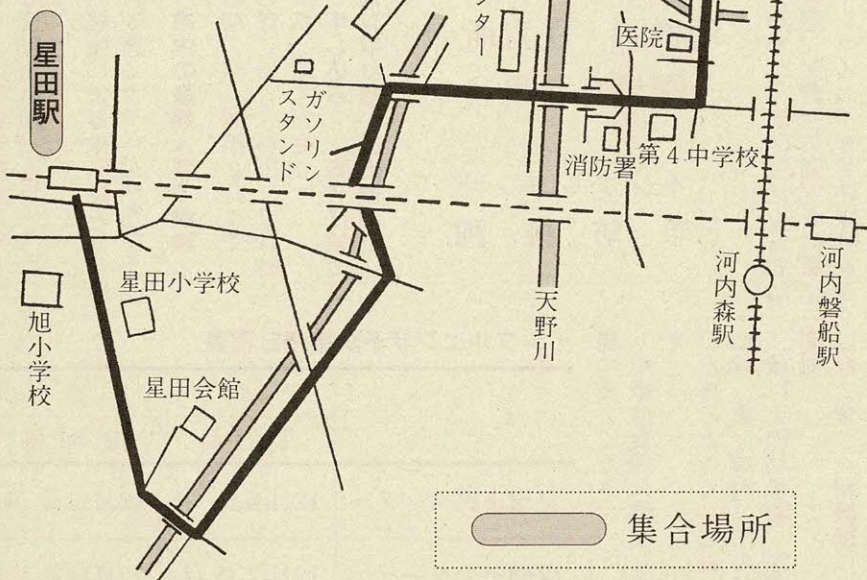 星田駅
ンター
医院
ガソリン
スタンド
消防署
第4中学校
星田小学校
旭小学校
天野川
河内森駅
河内磐船駅
星田会館
集合場所